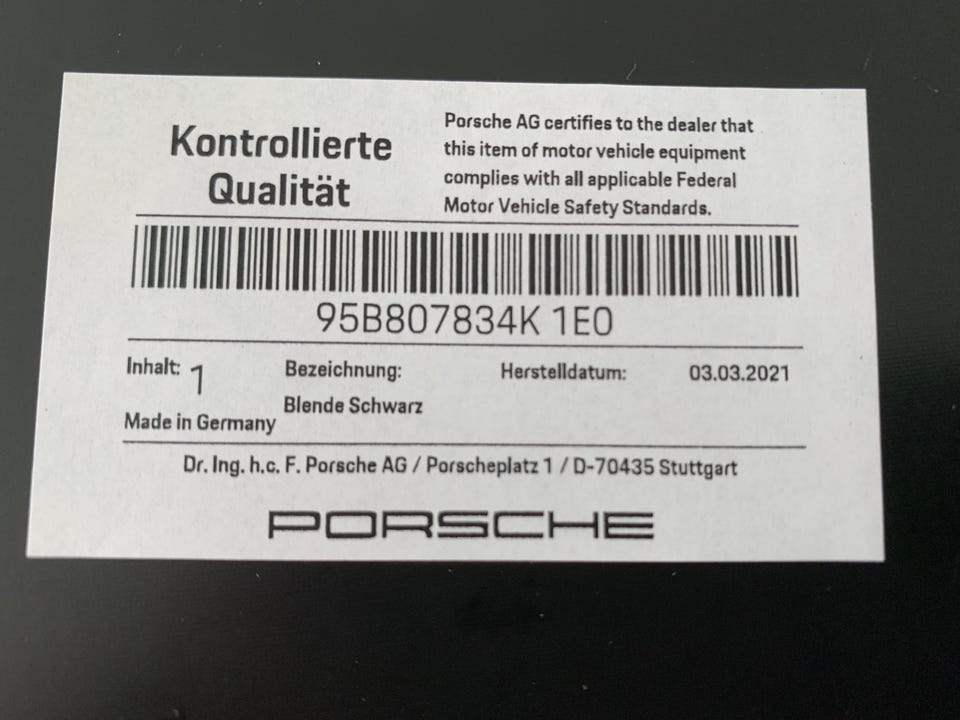 Kontrollierte
Qualität
Porsche AG certifies to the dealer that
this item of motor vehicle equipment
complies with all applicable Federal
Motor Vehicle Safety Standards.
95B807834K 1E0
Inhalt: 1
Bezeichnung:
Herstelldatum: 03.03.2021
Blende Schwarz
Made in Germany
Dr. Ing. h.c. F. Porsche AG / Porscheplatz 1 / D-70435 Stuttgart
PORSCHE